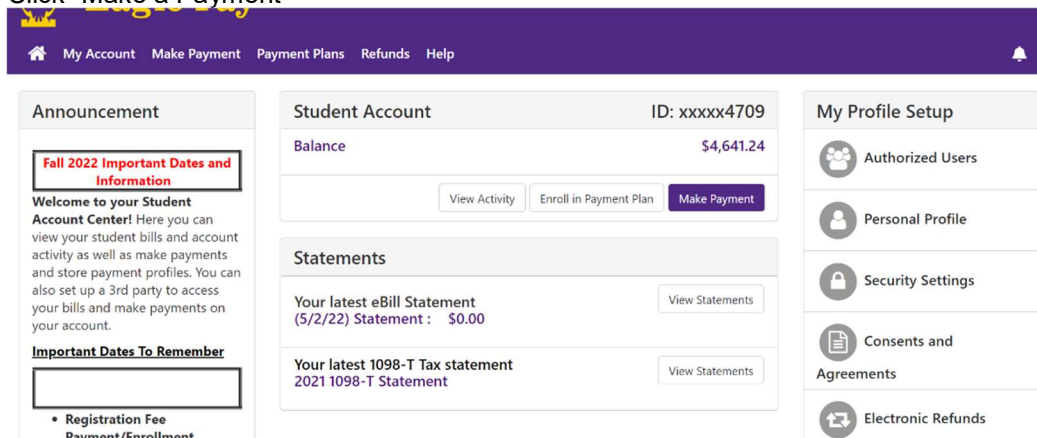 Click "Make a Payment"
My Account Make Payment Payment Plans Refunds Help
Announcement
Fall 2022 Important Dates and
Information
Welcome to your Student
Account Center! Here you can
view your student bills and account
activity as well as make payments
and store payment profiles. You can
also set up a 3rd party to access
your bills and make payments on
your account.
Important Dates To Remember
• Registration Fee
Payment/Enrollment
Student Account ID: xxxxx4709
Balance $4,641.24
View Activity Enroll in Payment Plan Make Payment
Statements
Your latest eBill Statement
(5/2/22) Statement : $0.00
View Statements
Your latest 1098-T Tax statement
2021 1098-T Statement
View Statements
My Profile Setup
Authorized Users
Personal Profile
Security Settings
Consents and
Agreements
Electronic Refunds